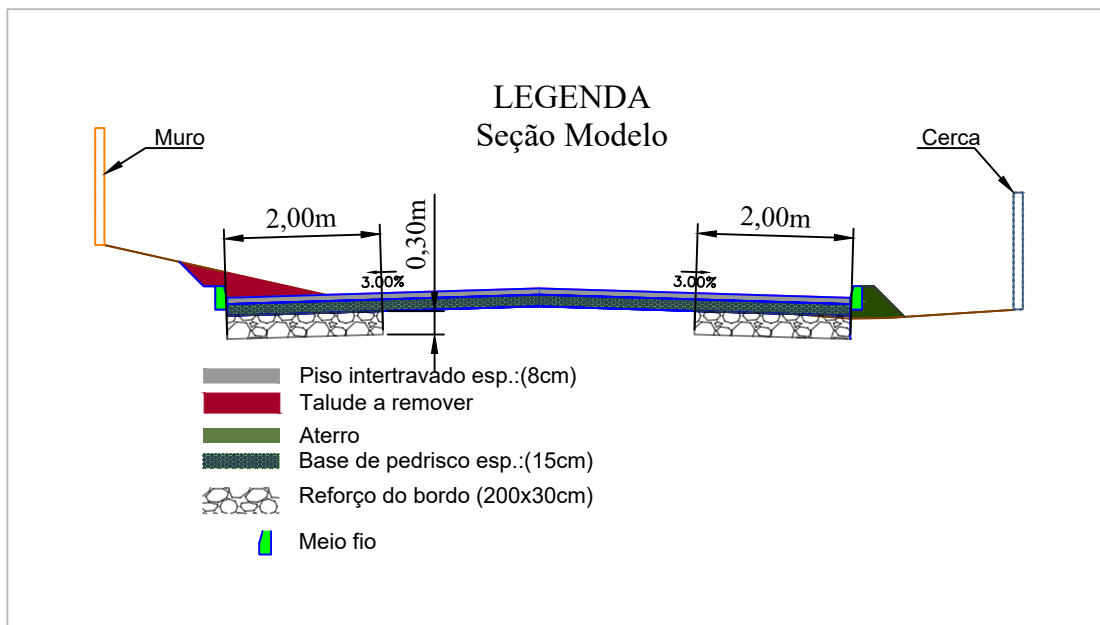 LEGENDA
Seção Modelo
Muro
Cerca
2,00m
0,30m
2,00m
3.00%
3.00%
Piso intertravado esp.:(8cm)
Talude a remover
Aterro
Base de pedrisco esp.:(15cm)
Reforço do bordo (200x30cm)
Meio fio